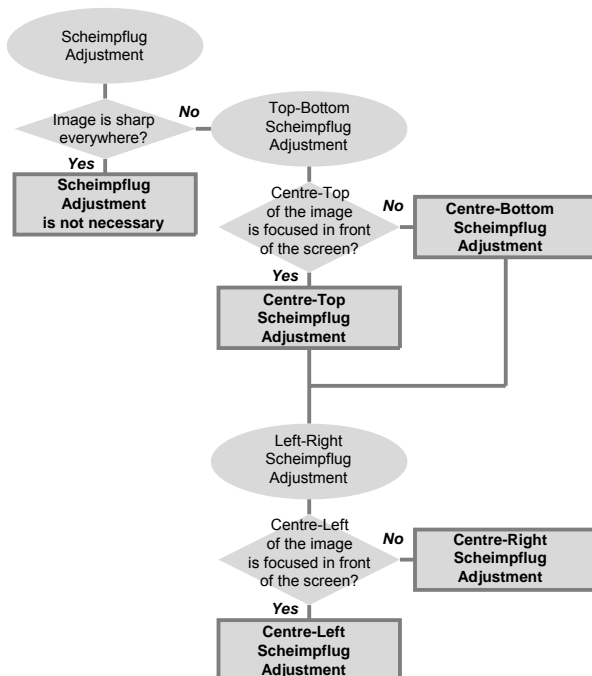 Scheimpflug
Adjustment
Image is sharp
everywhere?
No
Yes
Scheimpflug
Adjustment
is not necessary
Top-Bottom
Scheimpflug
Adjustment
Centre-Top
of the image
is focused in front
of the screen?
No
Centre-Bottom
Scheimpflug
Adjustment
Yes
Centre-Top
Scheimpflug
Adjustment
Left-Right
Scheimpflug
Adjustment
Centre-Left
of the image
is focused in front
of the screen?
No
Centre-Right
Scheimpflug
Adjustment
Yes
Centre-Left
Scheimpflug
Adjustment